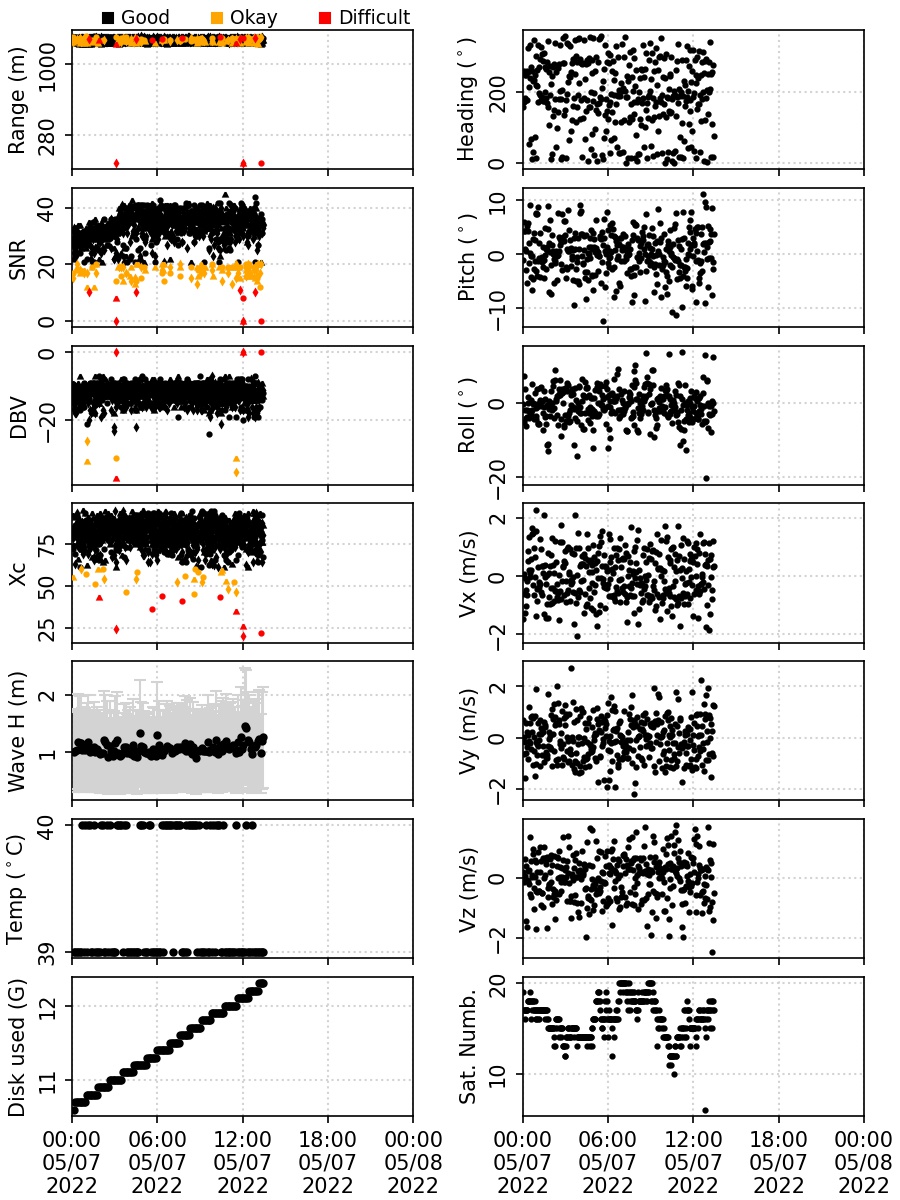 Good Okay Difficult
Range (m)
1000
280
Heading (°)
200
0
SNR
40
20
0
Pitch (°)
10
0
−10
DBV
0
−20
Roll (°)
0
−20
Xc
75
50
25
Vx (m/s)
2
0
−2
Wave H (m)
2
1
Vy (m/s)
2
0
−2
Temp (°C)
40
39
Vz (m/s)
0
−2
Disk used (G)
12
11
Sat. Numb.
20
10
00:00 06:00 12:00 18:00 00:00
05/07 05/07 05/07 05/07 05/08
2022 2022 2022 2022 2022
00:00 06:00 12:00 18:00 00:00
05/07 05/07 05/07 05/07 05/08
2022 2022 2022 2022 2022